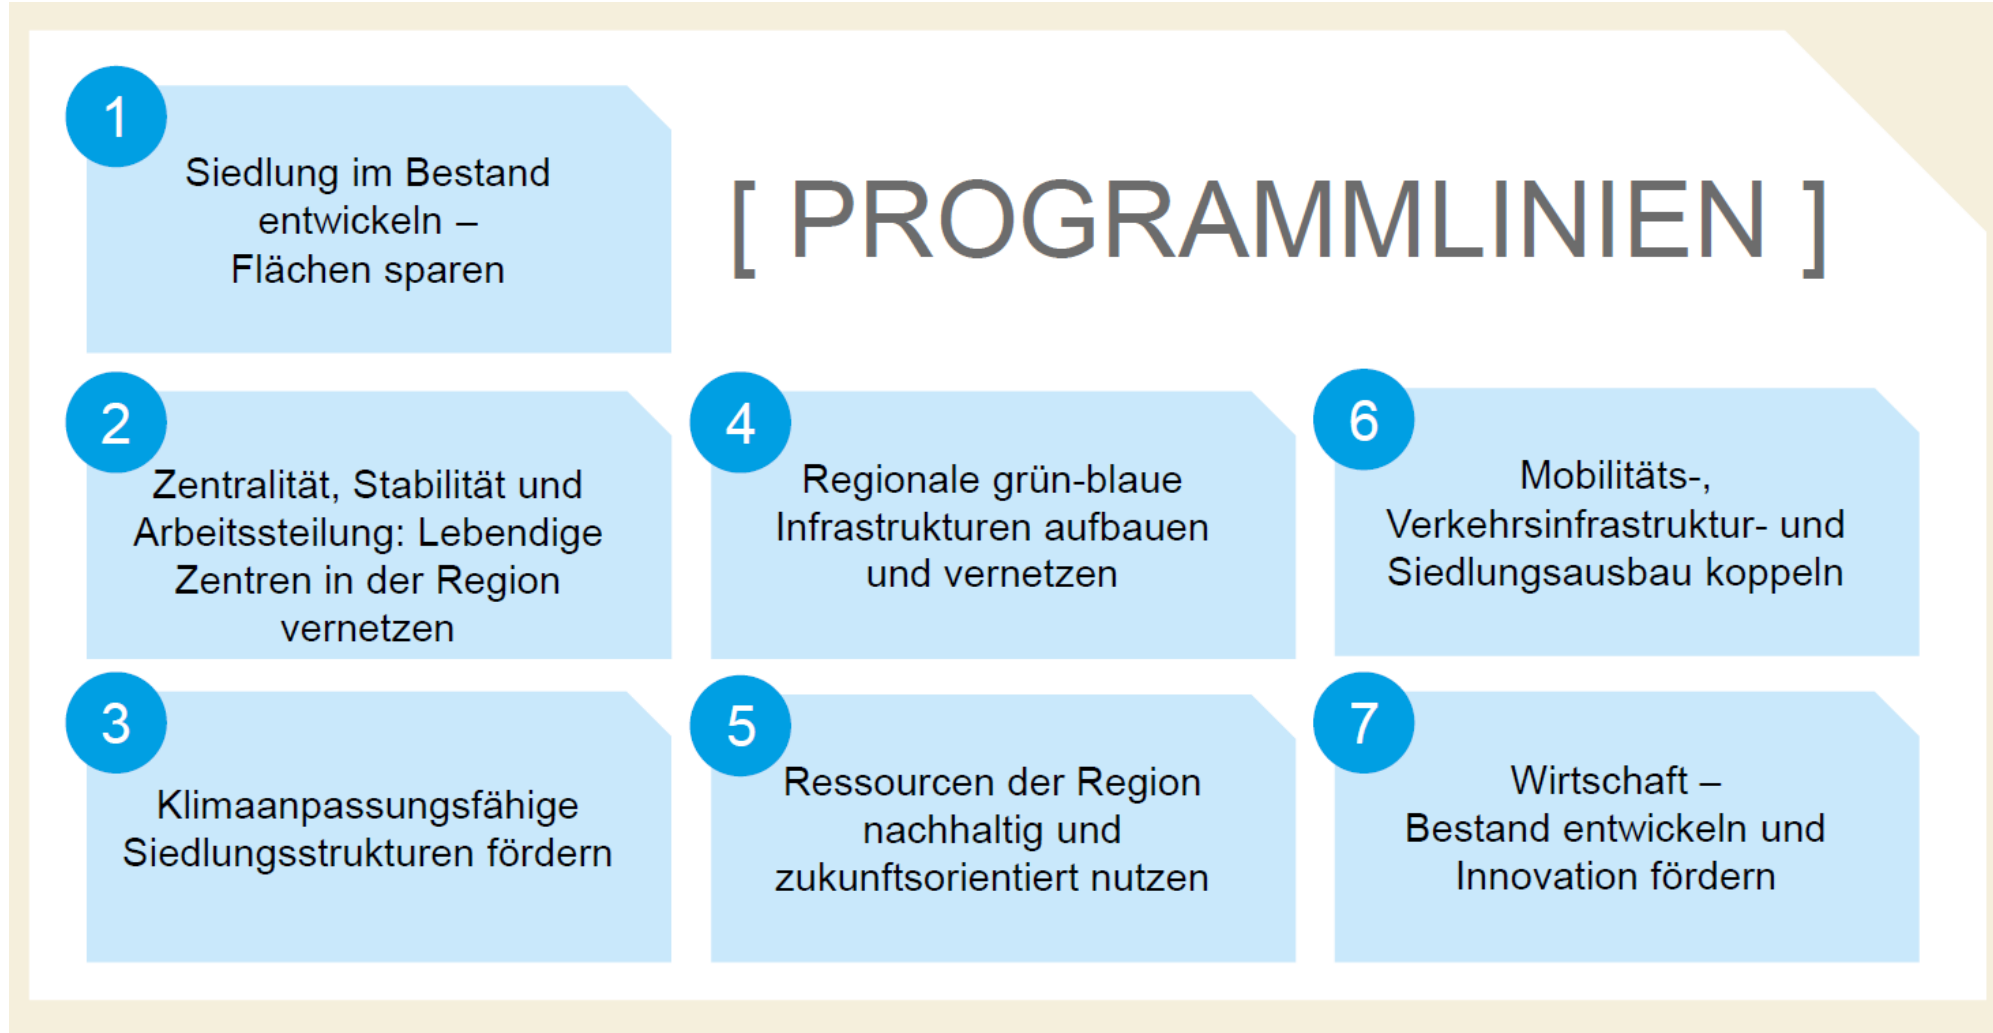 [ PROGRAMMLINIEN ]
1
Siedlung im Bestand
entwickeln –
Flächen sparen
2
Zentralität, Stabilität und
Arbeitssteilung: Lebendige
Zentren in der Region
vernetzen
3
Klimaanpassungsfähige
Siedlungsstrukturen fördern
4
Regionale grün-blaue
Infrastrukturen aufbauen
und vernetzen
5
Ressourcen der Region
nachhaltig und
zukunftsorientiert nutzen
6
Mobilitäts-,
Verkehrsinfrastruktur- und
Siedlungsausbau koppeln
7
Wirtschaft –
Bestand entwickeln und
Innovation fördern